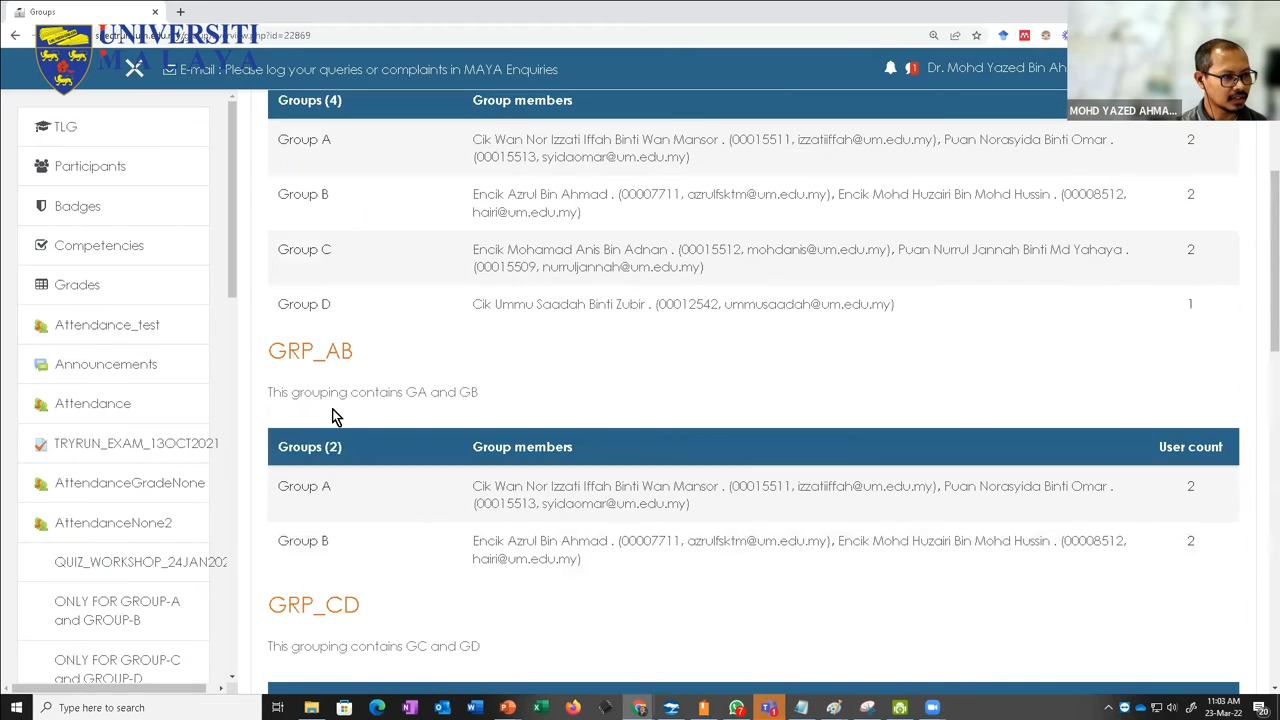 Groups
UNIVERSITI
MALAYA
view.php?id=22869
E-mail : Please log your queries or complaints in MAYA Enquiries
1
Dr. Mohd Yazed Bin Ah
MOHD YAZED AHMA...
TLG
Participants
Badges
Competencies
Grades
Attendance_test
Announcements
Attendance
TRYRUN_EXAM_13OCT2021
AttendanceGradeNone
AttendanceNone2
QUIZ_WORKSHOP_24JAN202
ONLY FOR GROUP-A
and GROUP-B
ONLY FOR GROUP-C
and GROUP-D
Groups (4) Group members
Group A Cik Wan Nor Izzati Iffah Binti Wan Mansor . (00015511, izzatiiffah@um.edu.my), Puan Norasyida Binti Omar . 2
(00015513, syidaomar@um.edu.my)
Group B Encik Azrul Bin Ahmad . (00007711, azrulfsktm@um.edu.my), Encik Mohd Huzairi Bin Mohd Hussin . (00008512, 2
hairi@um.edu.my)
Group C Encik Mohamad Anis Bin Adnan . (00015512, mohdanis@um.edu.my), Puan Nurrul Jannah Binti Md Yahaya . 2
(00015509, nurruljannah@um.edu.my)
Group D Cik Ummu Saadah Binti Zubir . (00012542, ummusaadah@um.edu.my) 1
GRP_AB
This grouping contains GA and GB
Groups (2) Group members User count
Group A Cik Wan Nor Izzati Iffah Binti Wan Mansor . (00015511, izzatiiffah@um.edu.my), Puan Norasyida Binti Omar . 2
(00015513, syidaomar@um.edu.my)
Group B Encik Azrul Bin Ahmad . (00007711, azrulfsktm@um.edu.my), Encik Mohd Huzairi Bin Mohd Hussin . (00008512, 2
hairi@um.edu.my)
GRP_CD
This grouping contains GC and GD
Type here to search
11:03 AM
23-Mar-22
20